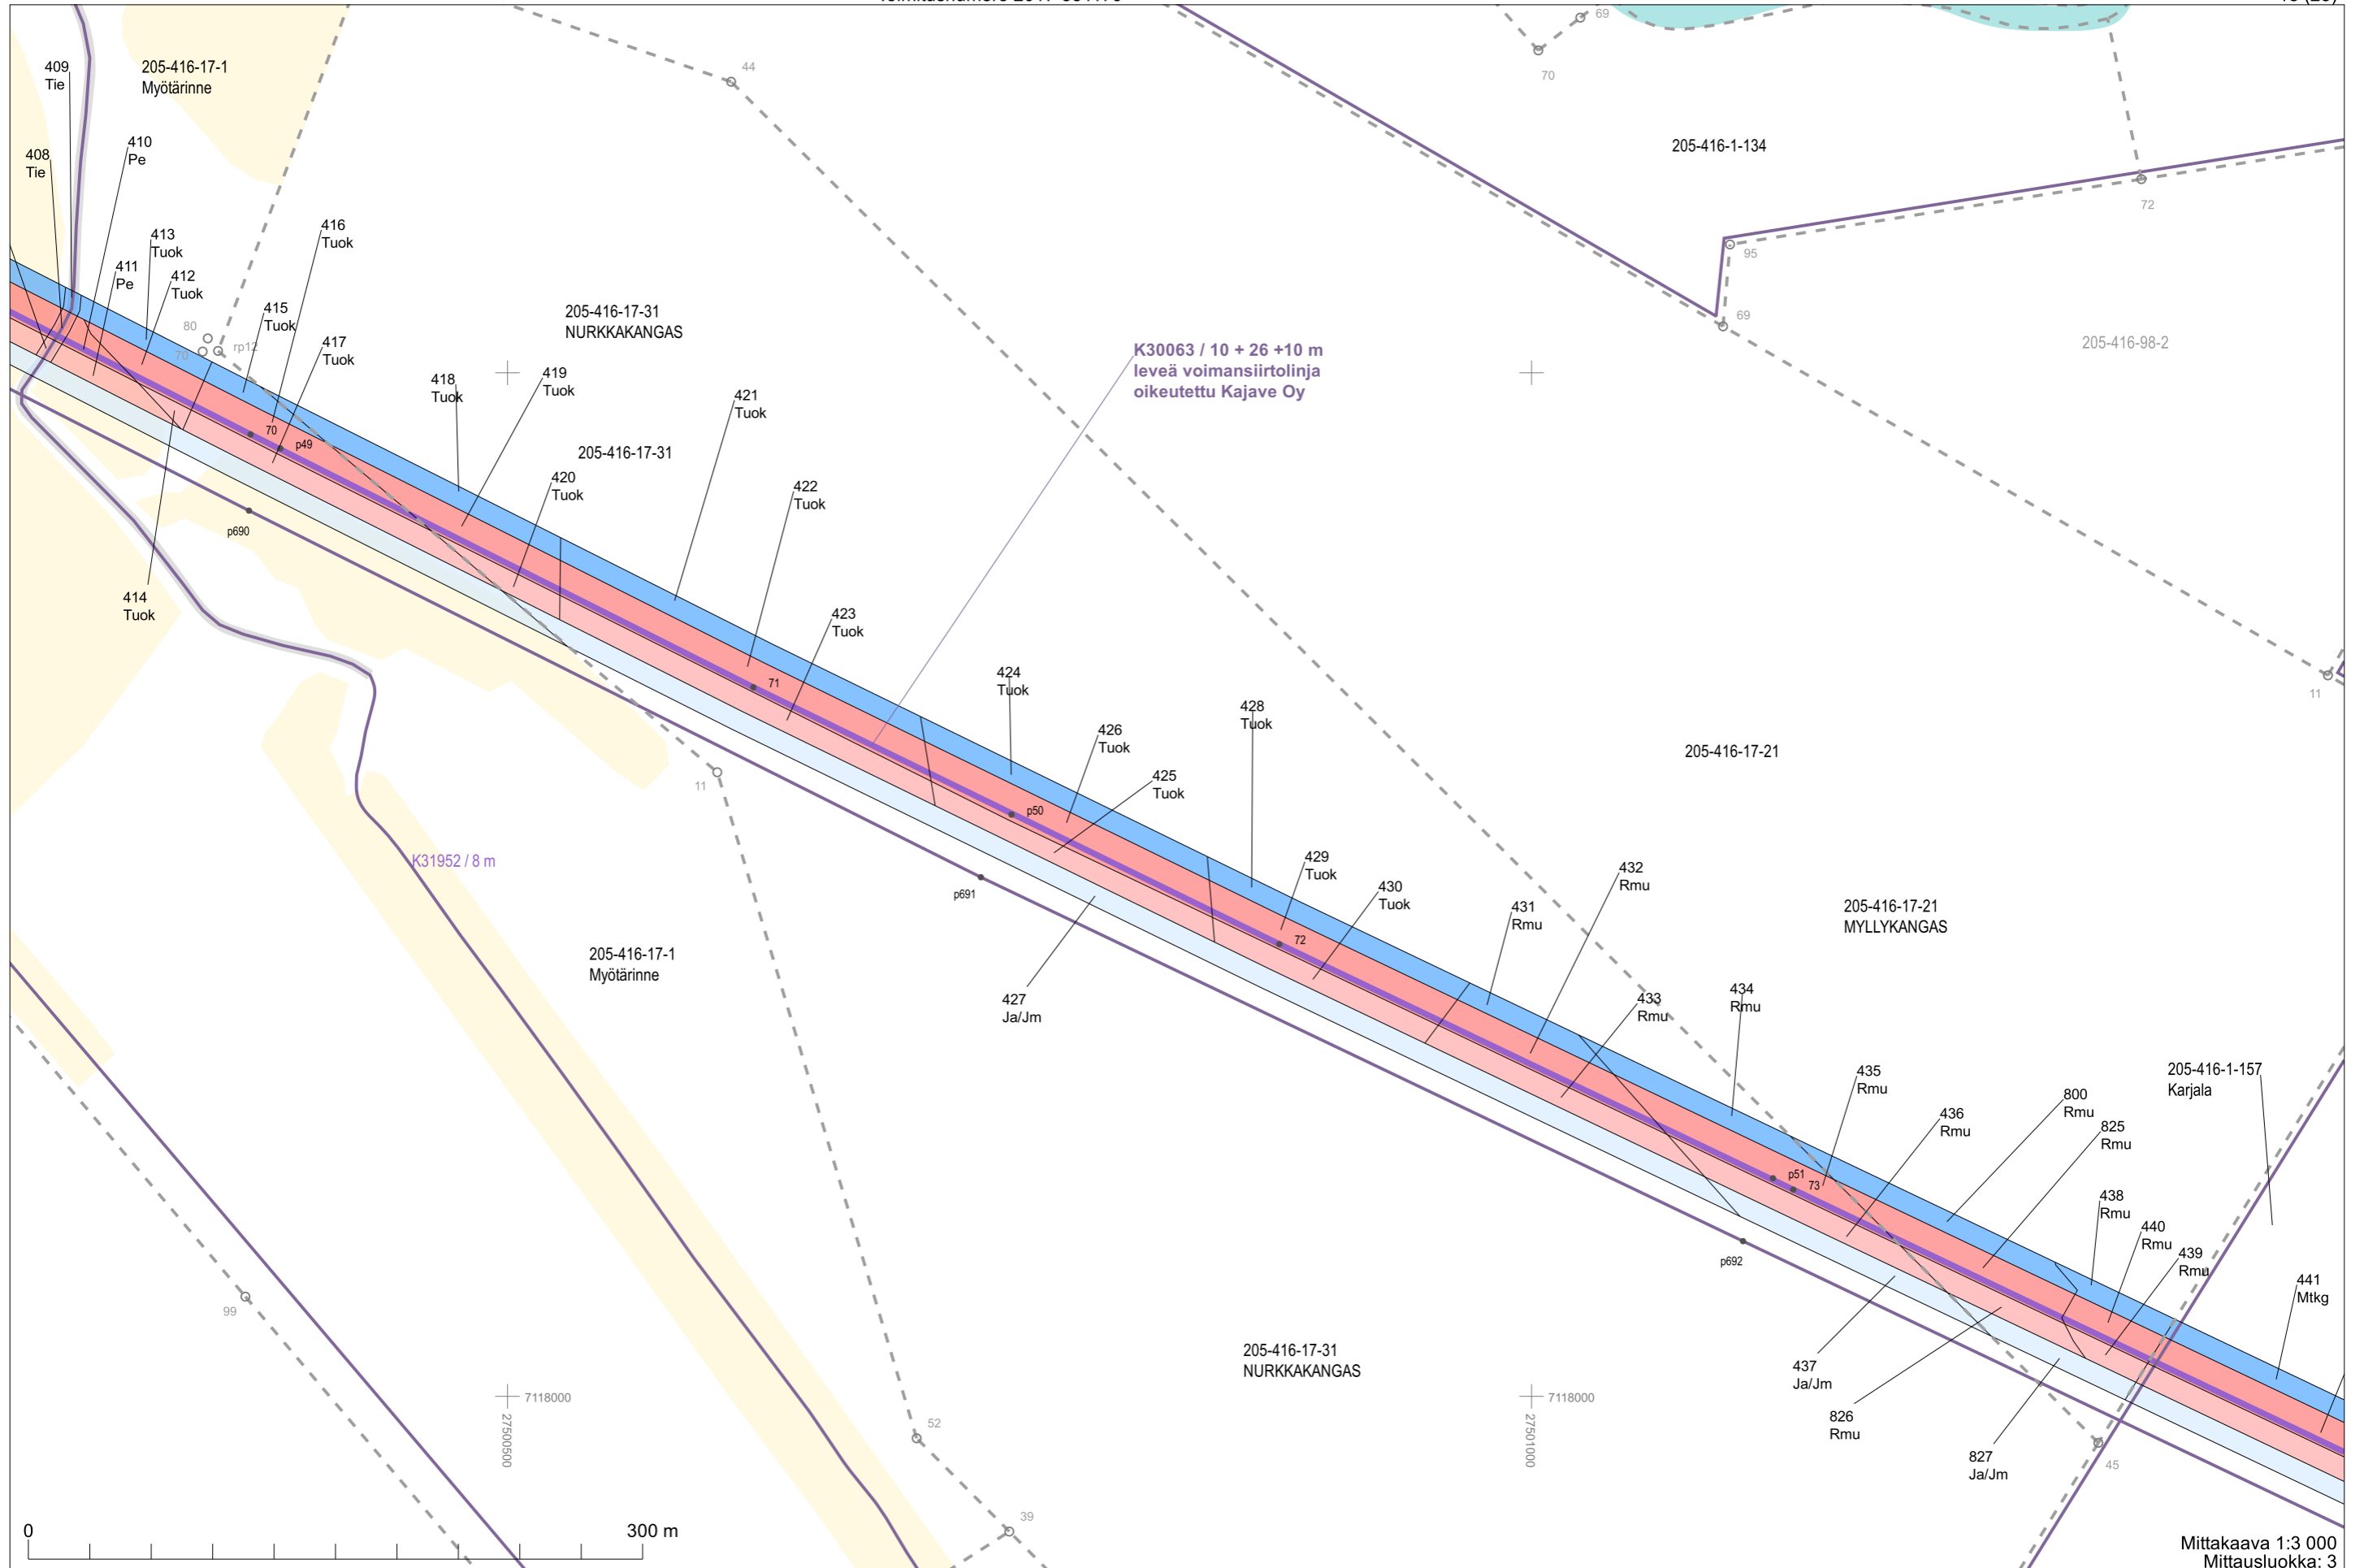 409
Tie
205-416-17-1
Myötärinne
44
69
70
408
Tie
410
Pe
205-416-1-134
72
413
Tuok
416
Tuok
411
Pe
412
Tuok
95
415
Tuok
205-416-17-31
NURKKAKANGAS
69
80
70
rp12
417
Tuok
205-416-98-2
K30063 / 10 + 26 +10 m
leveä voimansiirtolinja
oikeutettu Kajave Oy
418
Tuok
419
Tuok
421
Tuok
70
p49
205-416-17-31
420
Tuok
422
Tuok
p690
414
Tuok
423
Tuok
71
424
Tuok
11
428
Tuok
426
Tuok
205-416-17-21
11
425
Tuok
p50
K31952 / 8 m
429
Tuok
432
Rmu
430
Tuok
p691
431
Rmu
205-416-17-21
MYLLYKANGAS
72
205-416-17-1
Myötärinne
427
Ja/Jm
433
Rmu
434
Rmu
435
Rmu
205-416-1-157
Karjala
800
Rmu
436
Rmu
825
Rmu
p51
73
438
Rmu
440
Rmu
439
Rmu
p692
441
Mtkg
99
205-416-17-31
NURKKAKANGAS
437
Ja/Jm
7118000
27500500
7118000
27501000
826
Rmu
52
827
Ja/Jm
45
39
0
300 m
Mittakaava 1:3 000
Mittausluokka: 3